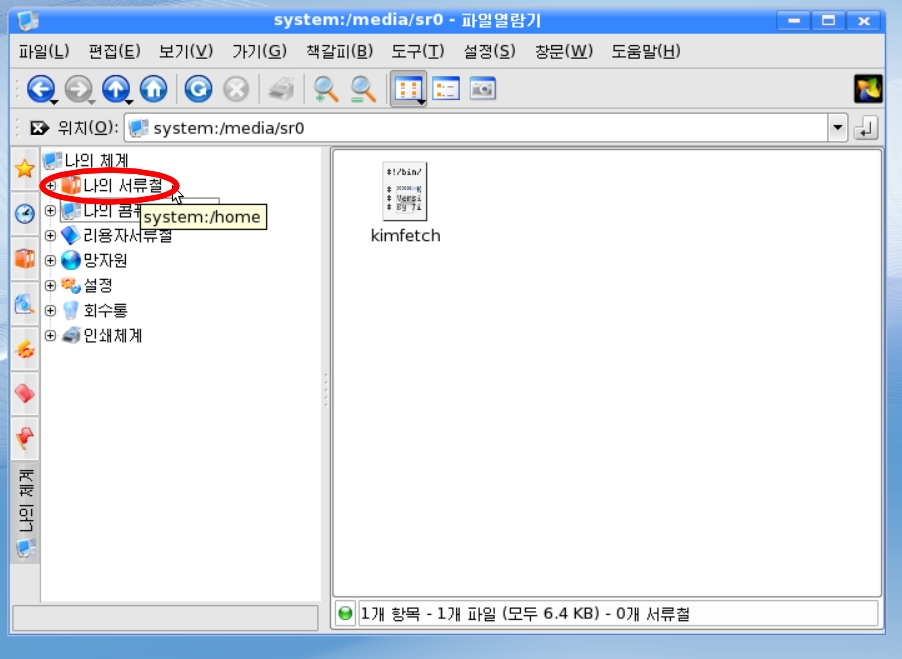 system:/media/sr0 - 파일열람기
파일(L) 편집(E) 보기(V) 가기(G) 책갈피(B) 도구(T) 설정(S) 창문(W) 도움말(H)
위치(O): system:/media/sr0
나의 체계
나의 서류철
나의
system:/home
리용자서류철
망자원
설정
회수통
인쇄체계
나의 체계
#!/bin/
#
# Versi
# By Ji
kimfetch
1개 항목 - 1개 파일 (모두 6.4 KB) - 0개 서류철